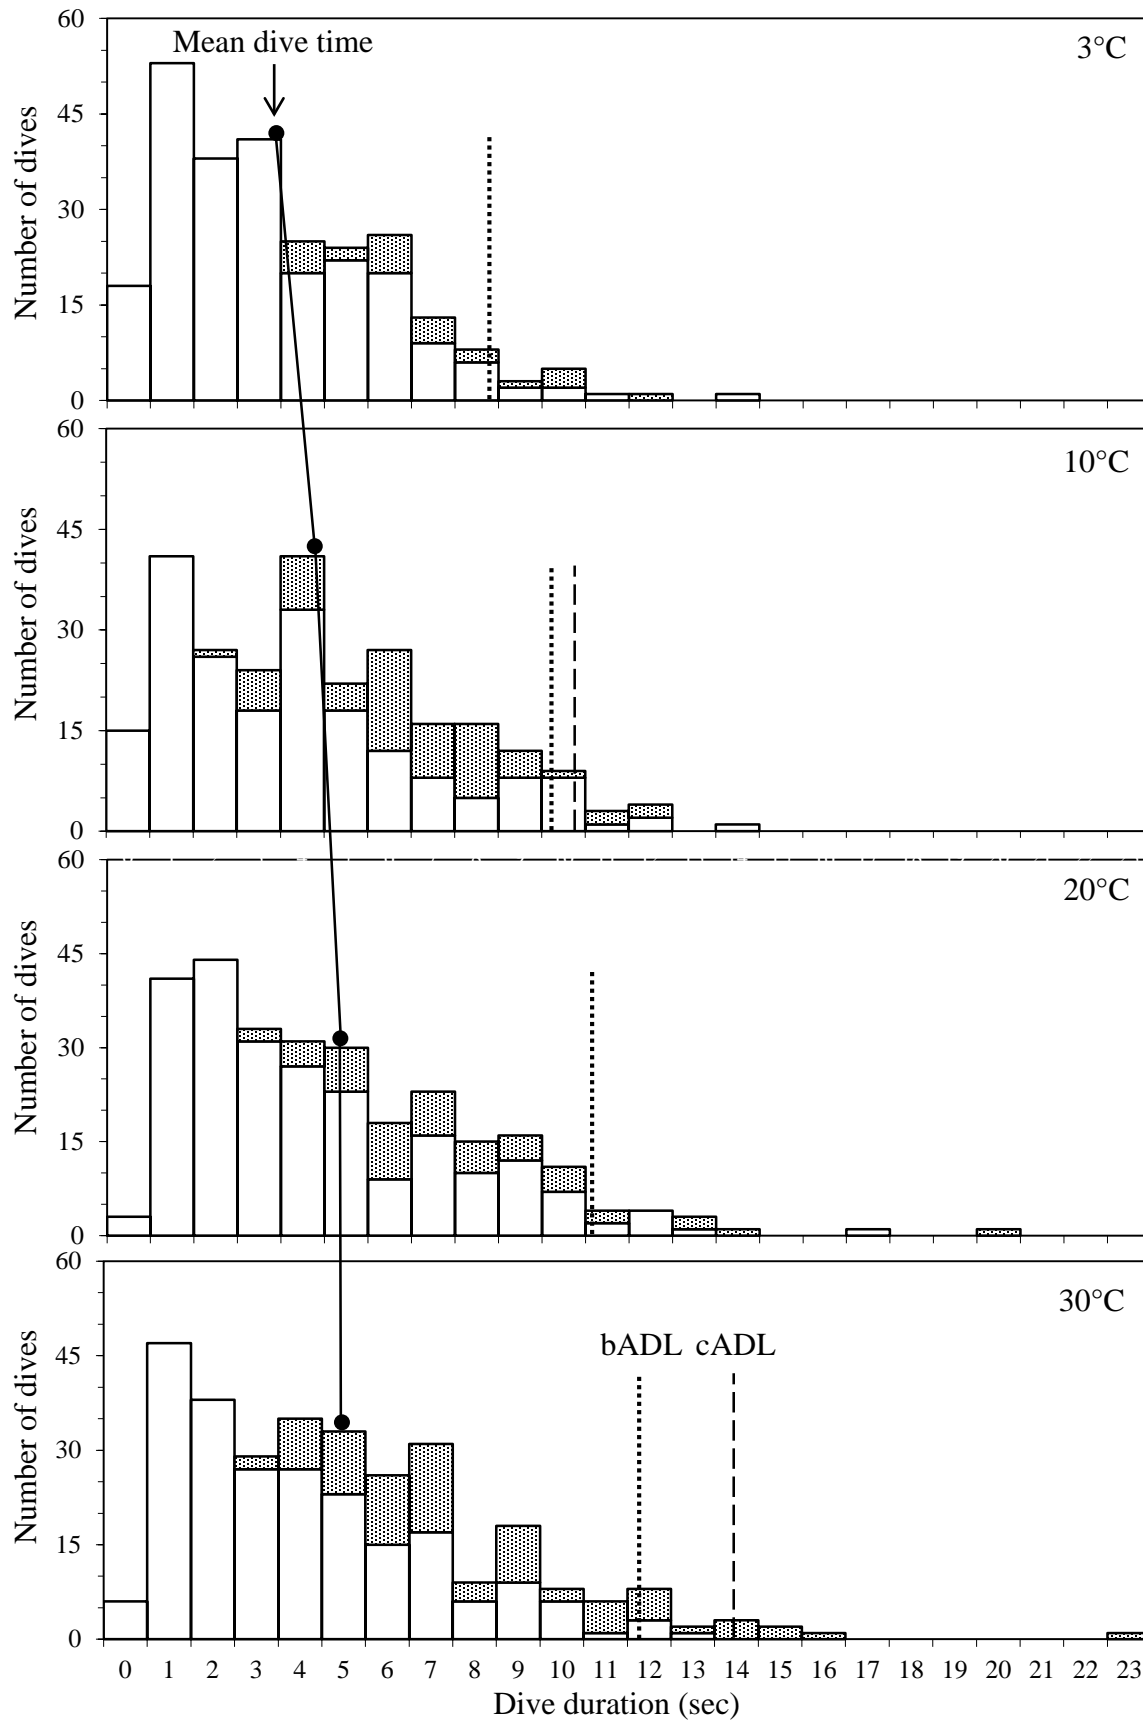 60
Mean dive time
3°C
45
30
15
0
Number of dives
60
10°C
45
30
15
0
Number of dives
60
20°C
45
30
15
0
Number of dives
60
30°C
bADL cADL
45
30
15
0
Number of dives
0 1 2 3 4 5 6 7 8 9 10 11 12 13 14 15 16 17 18 19 20 21 22 23
Dive duration (sec)